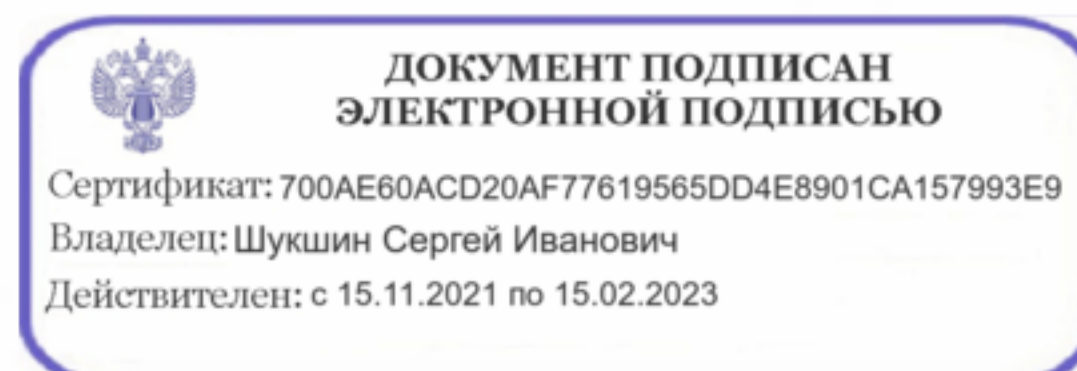 ДОКУМЕНТ ПОДПИСАН
ЭЛЕКТРОННОЙ ПОДПИСЬЮ
Сертификат: 700AE60ACD20AF77619565DD4E8901CA157993E9
Владелец: Шукшин Сергей Иванович
Действителен: с 15.11.2021 по 15.02.2023